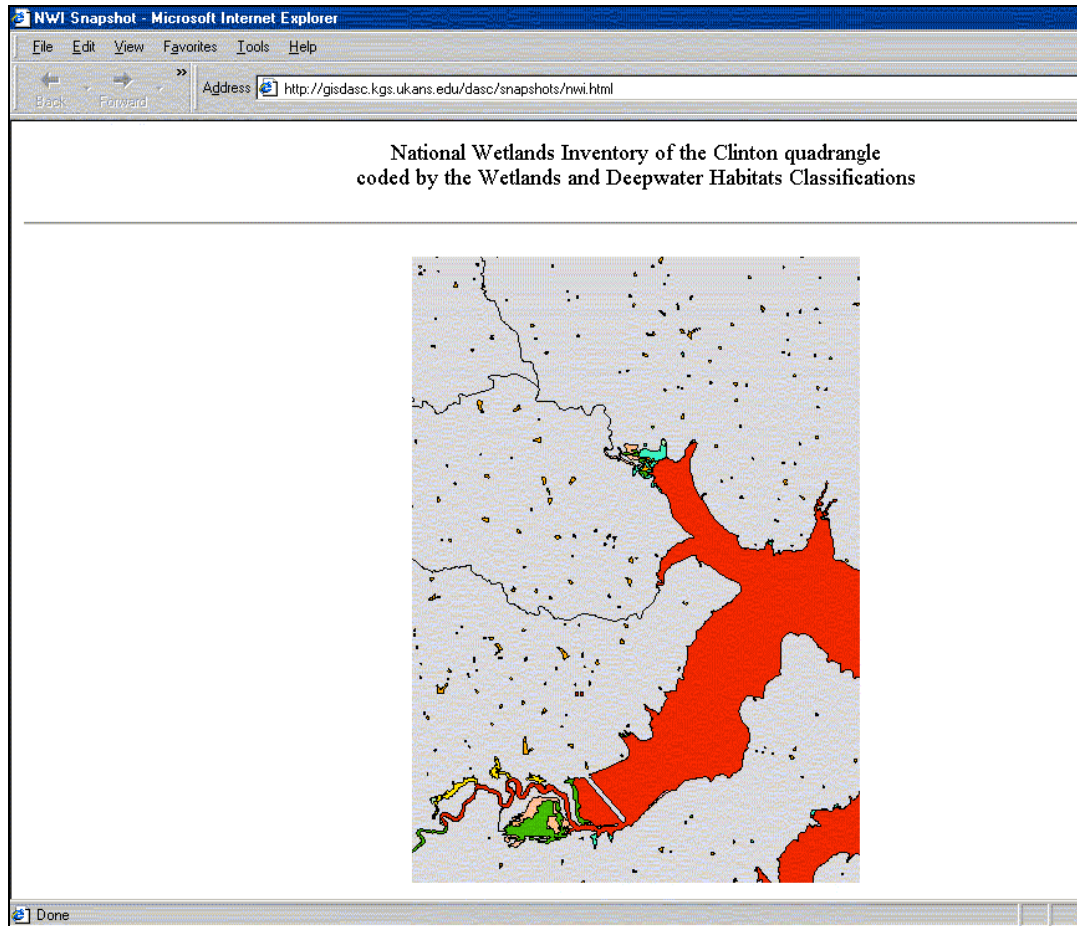 NWI Snapshot - Microsoft Internet Explorer
File Edit View Favorites Tools Help
Back Forward » Address http://gisdasc.kgs.ukans.edu/dasc/snapshots/nwi.html
National Wetlands Inventory of the Clinton quadrangle
coded by the Wetlands and Deepwater Habitats Classifications
Done